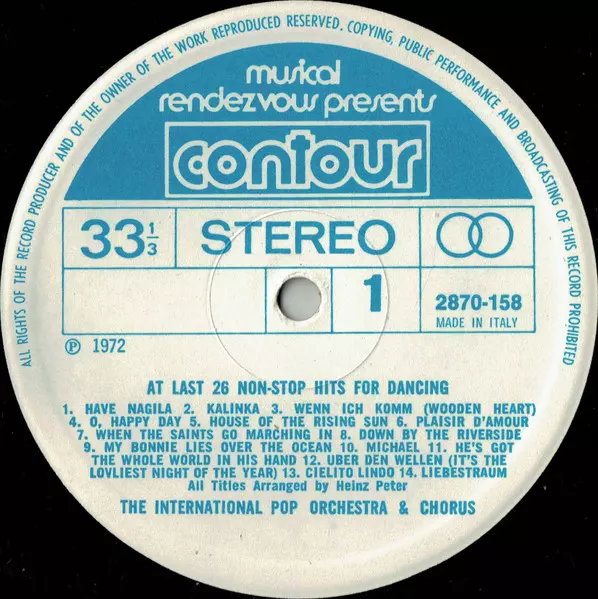 ALL RIGHTS OF THE RECORD PRODUCER AND OF THE OWNER OF THE WORK REPRODUCED RESERVED. COPYING, PUBLIC PERFORMANCE AND BROADCASTING OF THIS RECORD PROHIBITED
musical
rendezvous presents
contour
33 1/3 STEREO
1 2870-158
MADE IN ITALY
Ⓟ 1972
AT LAST 26 NON-STOP HITS FOR DANCING
1. HAVE NAGILA 2. KALINKA 3. WENN ICH KOMM (WOODEN HEART)
4. O, HAPPY DAY 5. HOUSE OF THE RISING SUN 6. PLAISIR D'AMOUR
7. WHEN THE SAINTS GO MARCHING IN 8. DOWN BY THE RIVERSIDE
9. MY BONNIE LIES OVER THE OCEAN 10. MICHAEL 11. HE'S GOT
THE WHOLE WORLD IN HIS HAND 12. UBER DEN WELLEN (IT'S THE
LOVLIEST NIGHT OF THE YEAR) 13. CIELITO LINDO 14. LIEBESTRAUM
All Titles Arranged by Heinz Peter
THE INTERNATIONAL POP ORCHESTRA & CHORUS